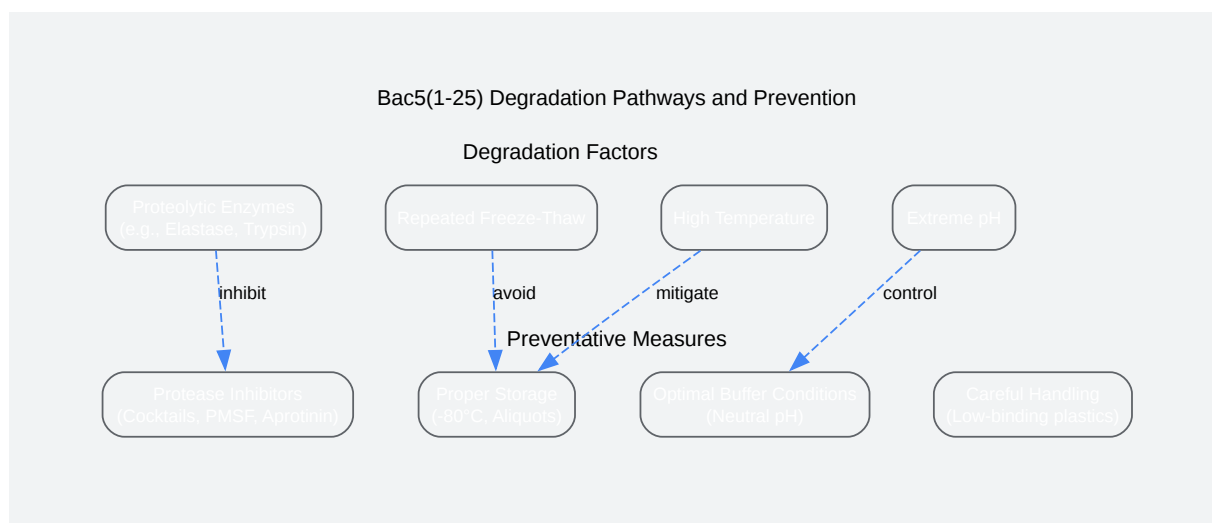 Bac5(1-25) Degradation Pathways and Prevention
Degradation Factors
Proteolytic Enzymes
(e.g., Elastase, Trypsin)
Repeated Freeze-Thaw
High Temperature
Extreme pH
inhibit
avoid
mitigate
control
Preventative Measures
Protease Inhibitors
(Cocktails, PMSF, Aprotinin)
Proper Storage
(-80°C, Aliquots)
Optimal Buffer Conditions
(Neutral pH)
Careful Handling
(Low-binding plastics)